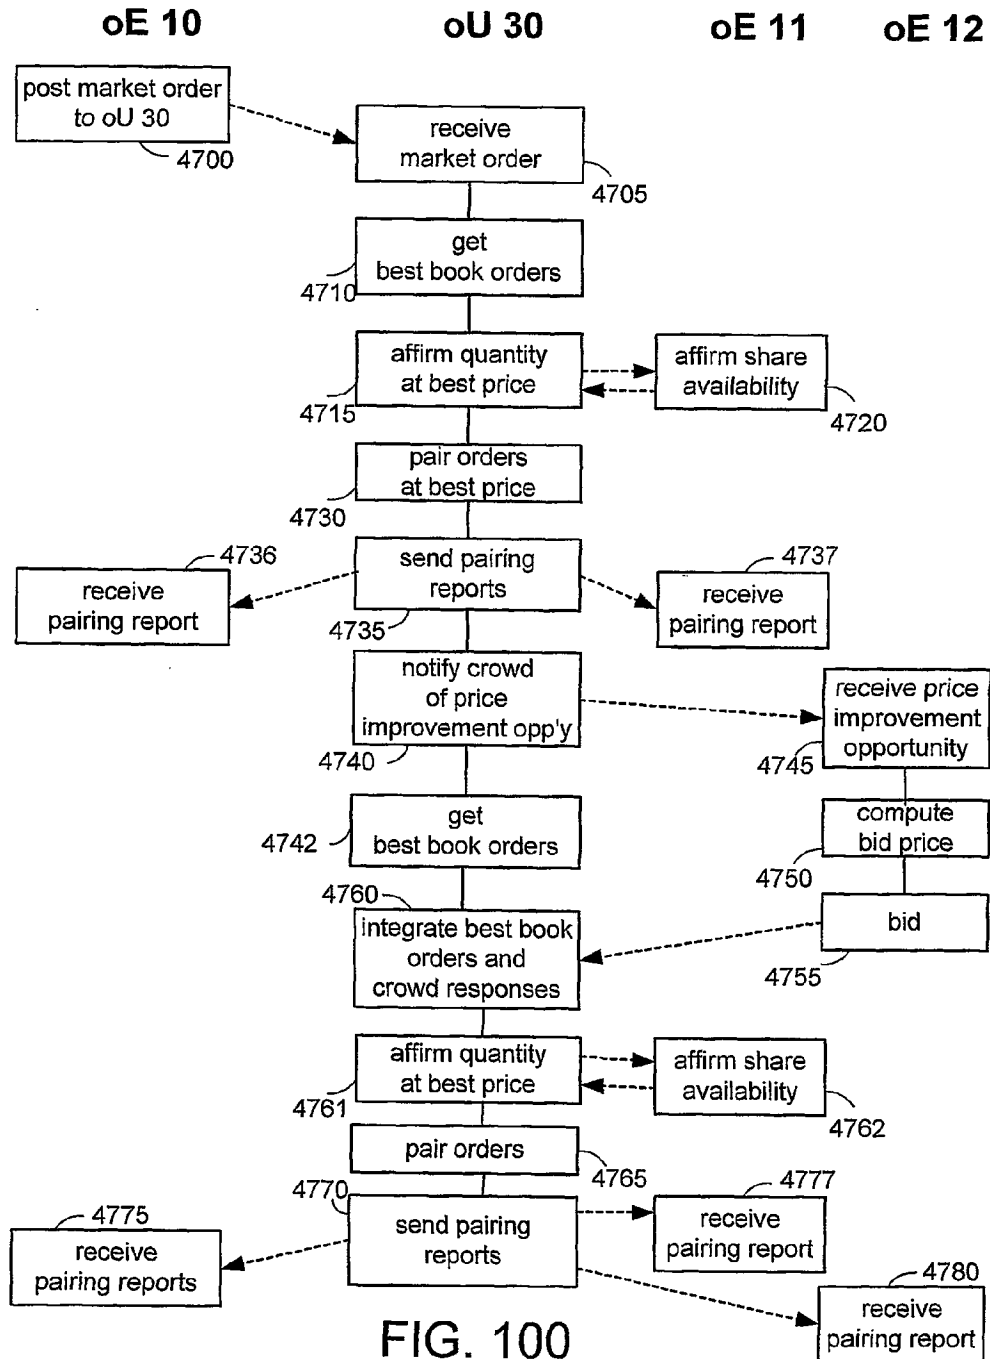 oE 10
oU 30
oE 11
oE 12
post market order
to oU 30
4700
receive
market order
4705
get
best book orders
4710
affirm quantity
at best price
4715
affirm share
availability
4720
pair orders
at best price
4730
send pairing
reports
4735
4736
receive
pairing report
4737
receive
pairing report
notify crowd
of price
improvement opp'y
4740
receive price
improvement
opportunity
4745
get
best book orders
4742
compute
bid price
4750
4760
integrate best book
orders and
crowd responses
bid
4755
affirm quantity
at best price
4761
affirm share
availability
4762
pair orders
4765
4770
send pairing
reports
4777
receive
pairing report
4775
receive
pairing reports
4780
receive
pairing report
FIG. 100